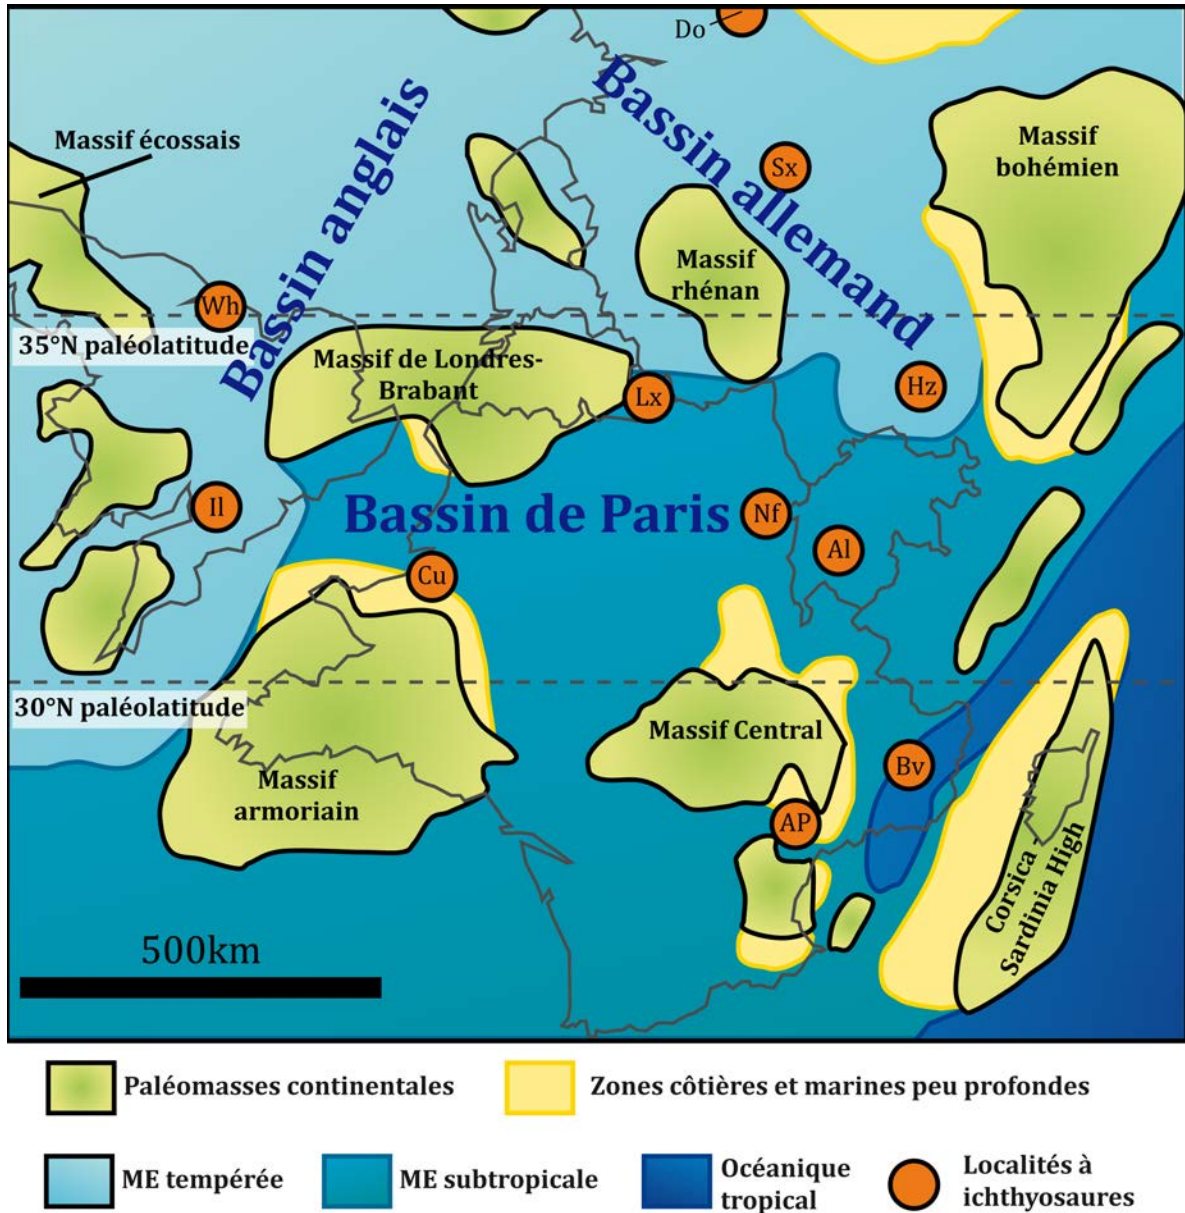 Do
Massif écossais
Bassin anglais
Bassin allemand
Massif
bohémien
Sx
Massif
rhénan
Wh
35°N paléolatitude
Massif de Londres-
Brabant
Lx
Hz
Il
Bassin de Paris
Nf
Al
Cu
30°N paléolatitude
Massif Central
Massif
armoriain
Bv
AP
Corsica
Sardinia High
500km
Paléomasses continentales
Zones côtières et marines peu profondes
ME tempérée
ME subtropicale
Océanique
tropical
Localités à
ichthyosaures